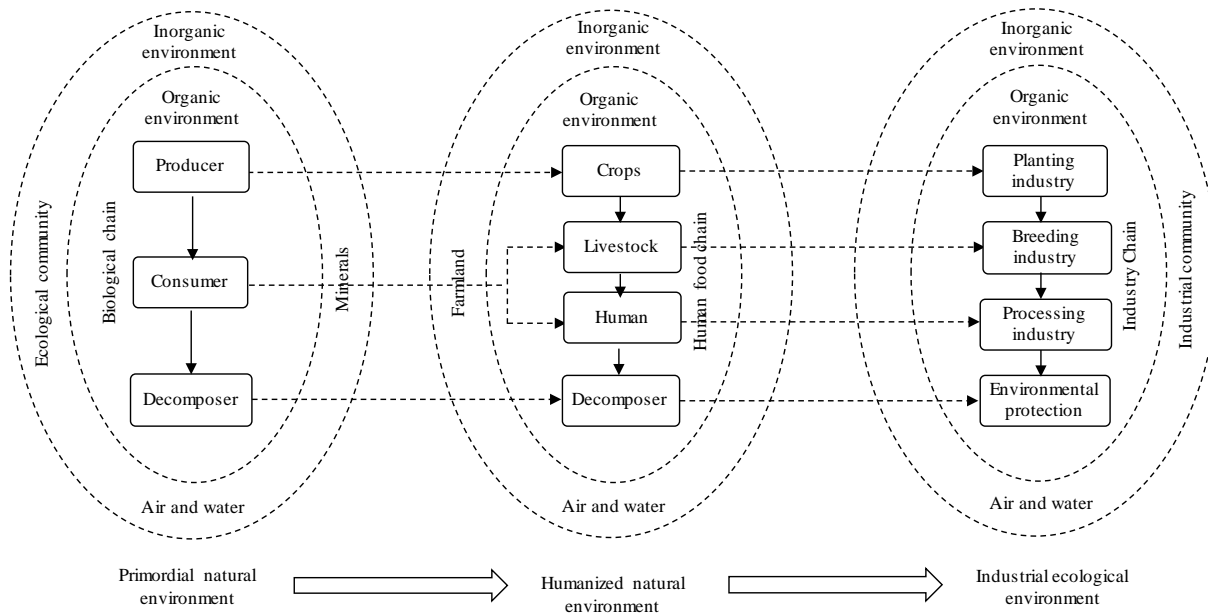 Inorganic
environment
Organic
environment
Producer
Consumer
Decomposer
Ecological community
Biological chain
Minerals
Air and water
Primordial natural
environment
Inorganic
environment
Organic
environment
Crops
Livestock
Human
Decomposer
Farmland
Human food chain
Air and water
Humanized natural
environment
Inorganic
environment
Organic
environment
Planting
industry
Breeding
industry
Processing
industry
Environmental
protection
Industry Chain
Industrial community
Air and water
Industrial ecological
environment